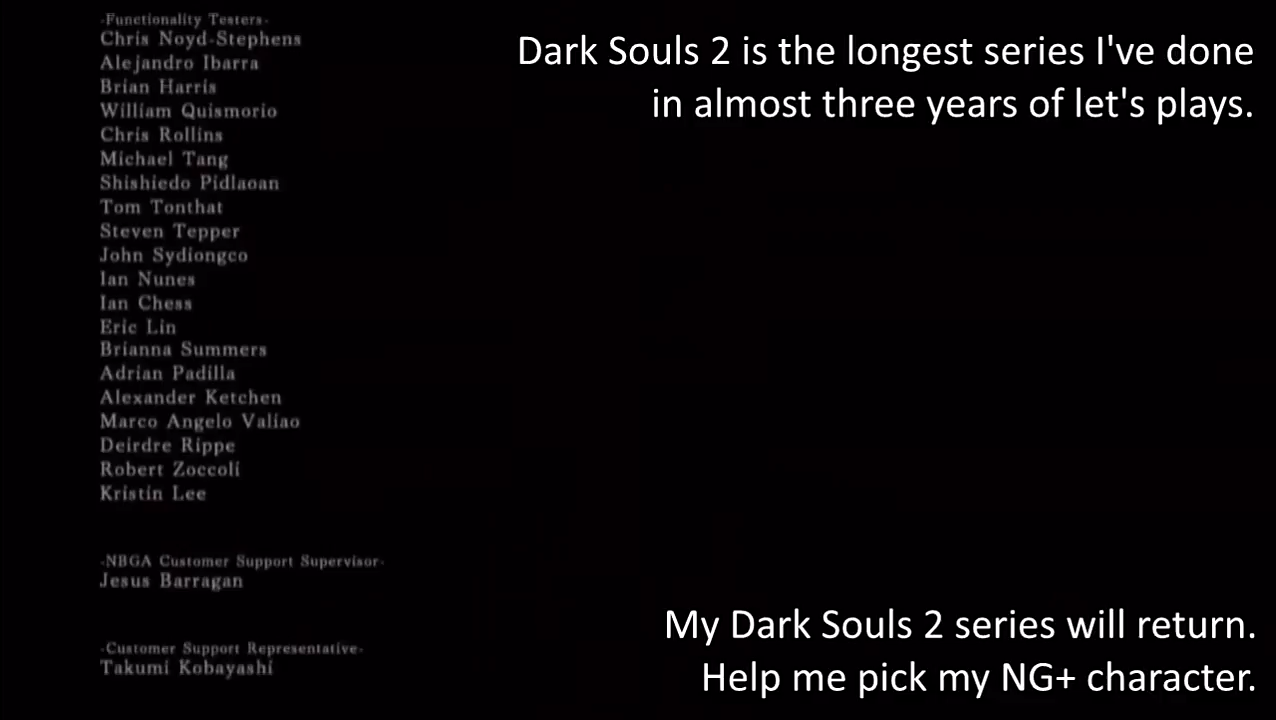 -Functionality Testers-
Chris Noyd-Stephens
Alejandro Ibarra
Brian Harris
William Quismorio
Chris Rollins
Michael Tang
Shishiedo Pidlaoan
Tom Tonthat
Steven Tepper
John Sydiongco
Ian Nunes
Ian Chess
Eric Lin
Brianna Summers
Adrian Padilla
Alexander Ketchen
Marco Angelo Valiao
Deirdre Rippe
Robert Zoccoli
Kristin Lee
-NBGA Customer Support Supervisor-
Jesus Barragan
-Customer Support Representative-
Takumi Kobayashi
Dark Souls 2 is the longest series I've done
in almost three years of let's plays.
My Dark Souls 2 series will return.
Help me pick my NG+ character.